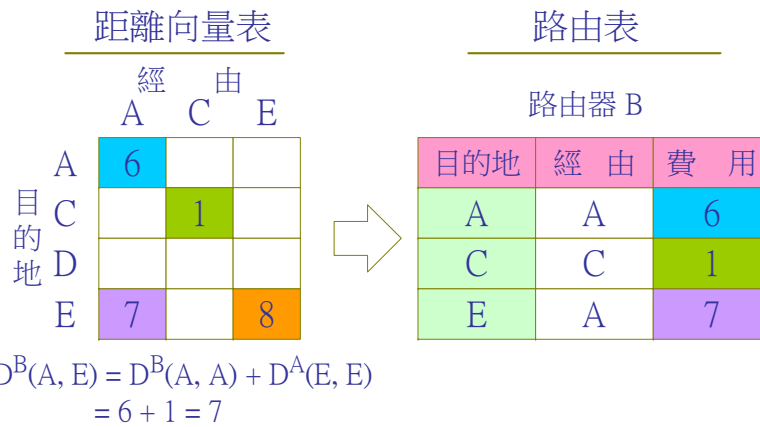 距離向量表
經 由
A C E
目的地
A 6
C 1
D
E 7 8
D^B(A, E) = D^B(A, A) + D^A(E, E)
= 6 + 1 = 7
路由表
路由器 B
目的地 經 由 費 用
A A 6
C C 1
E A 7